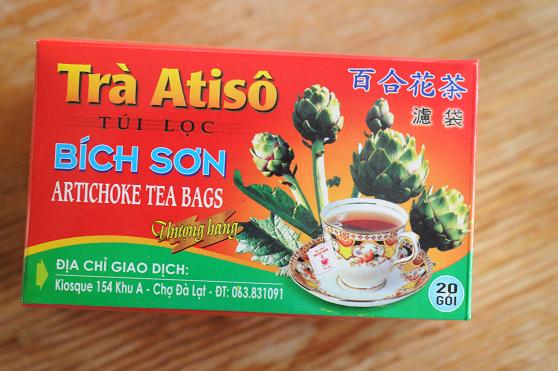 Trà Atisô
TÚI LỌC
BÍCH SƠN
ARTICHOKE TEA BAGS
Thượng hạng
百合花茶
濾袋
ĐỊA CHỈ GIAO DỊCH:
Kiosque 154 Khu A - Chợ Đà Lạt - ĐT: 063.831091
20
GÓI